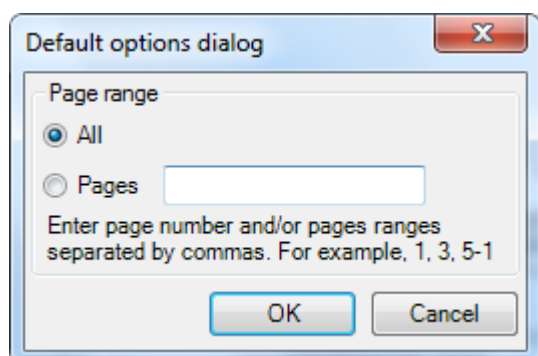 Default options dialog
Page range
All
Pages
Enter page number and/or pages ranges
separated by commas. For example, 1, 3, 5-1
OK Cancel